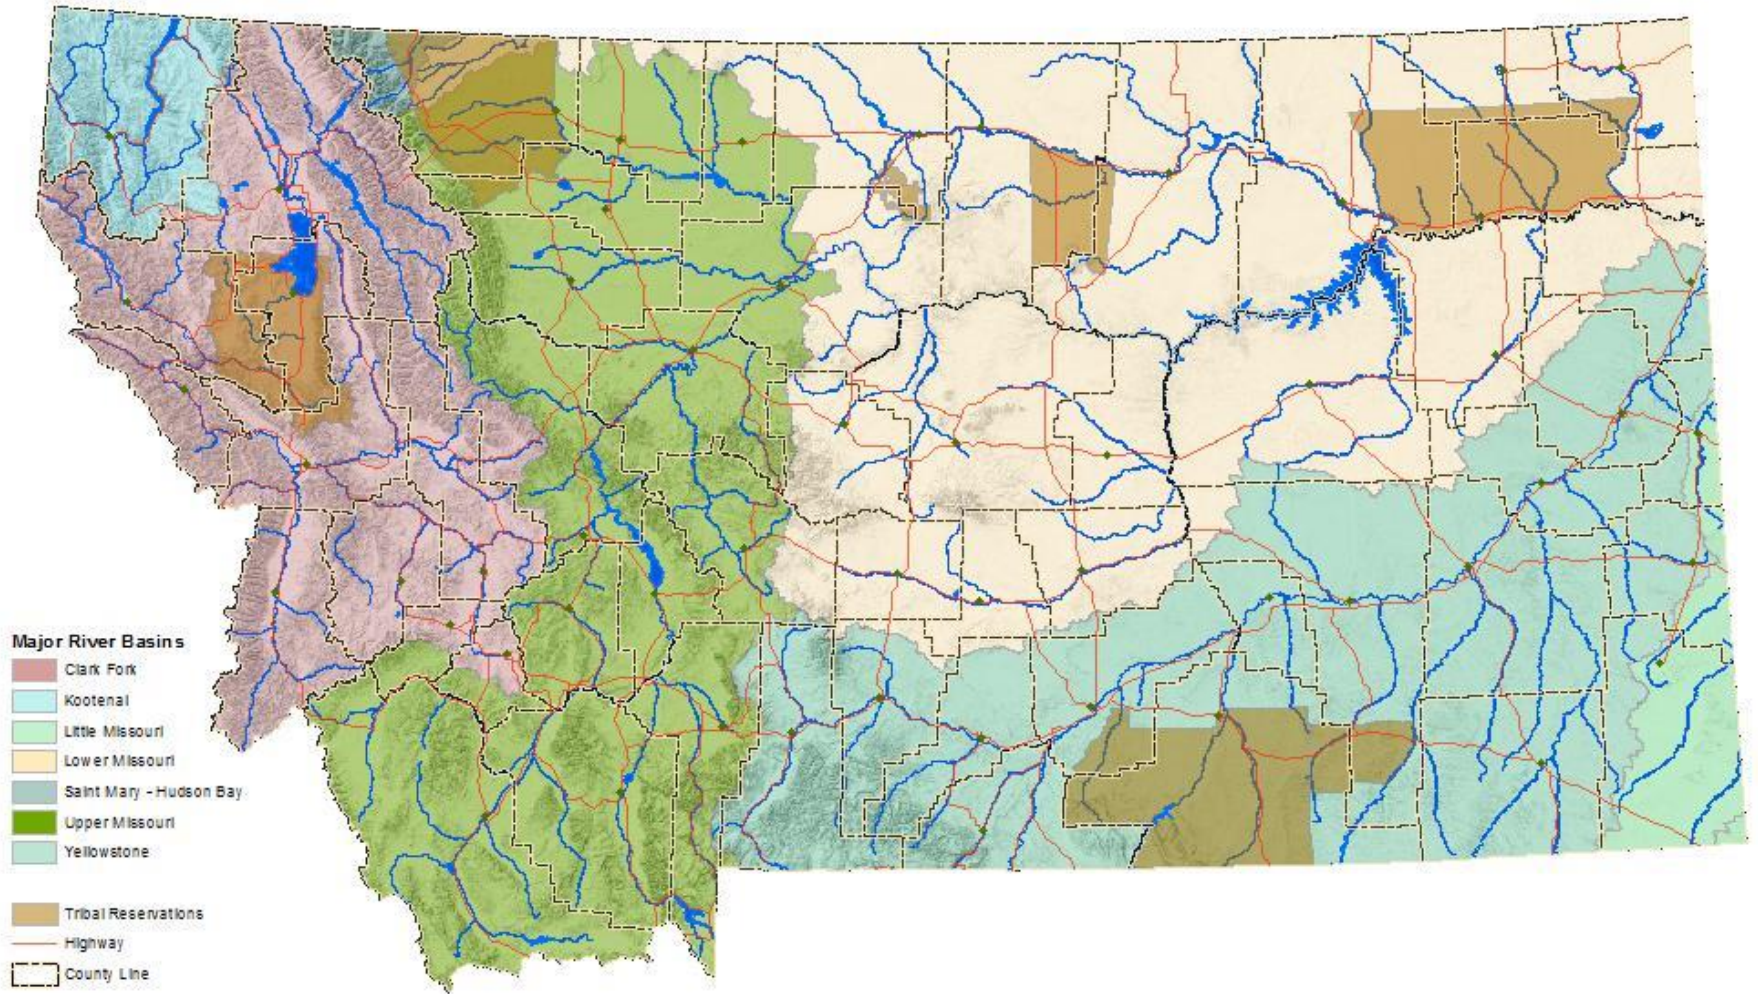 Major River Basins
Clark Fork
Kootenai
Little Missouri
Lower Missouri
Saint Mary - Hudson Bay
Upper Missouri
Yellowstone
Tribal Reservations
Highway
County Line